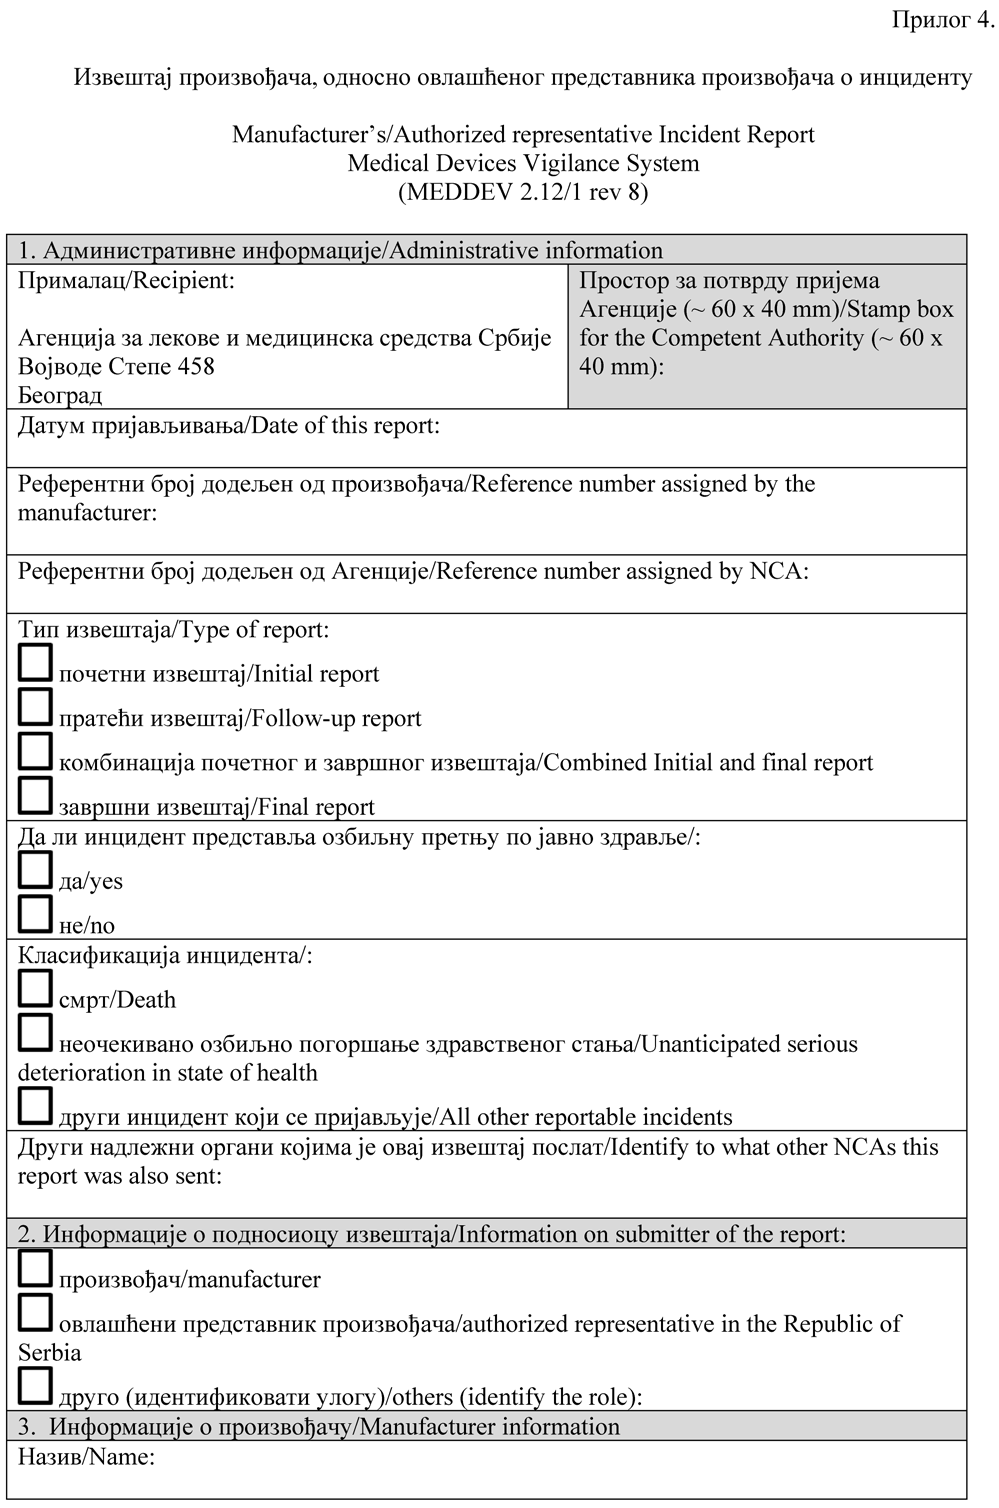 Прилог 4.
Извештај произвођача, односно овлашћеног представника произвођача о инциденту
Manufacturer’s/Authorized representative Incident Report
Medical Devices Vigilance System
(MEDDEV 2.12/1 rev 8)
1. Административне информације/Administrative information
Прималац/Recipient:
Агенција за лекове и медицинска средства Србије
Војводе Степе 458
Београд
Простор за потврду пријема
Агенције (~ 60 x 40 mm)/Stamp box
for the Competent Authority (~ 60 x
40 mm):
Датум пријављивања/Date of this report:
Референтни број додељен од произвођача/Reference number assigned by the
manufacturer:
Референтни број додељен од Агенције/Reference number assigned by NCA:
Тип извештаја/Type of report:
почетни извештај/Initial report
пратећи извештај/Follow-up report
комбинација почетног и завршног извештаја/Combined Initial and final report
завршни извештај/Final report
Да ли инцидент представља озбиљну претњу по јавно здравље/:
да/yes
не/no
Класификација инцидента/:
смрт/Death
неочекивано озбиљно погоршање здравственог стања/Unanticipated serious
deterioration in state of health
други инцидент који се пријављује/All other reportable incidents
Други надлежни органи којима је овај извештај послат/Identify to what other NCAs this
report was also sent:
2. Информације о подносиоцу извештаја/Information on submitter of the report:
произвођач/manufacturer
овлашћени представник произвођача/authorized representative in the Republic of
Serbia
друго (идентификовати улогу)/others (identify the role):
3.  Информације о произвођачу/Manufacturer information
Назив/Name: